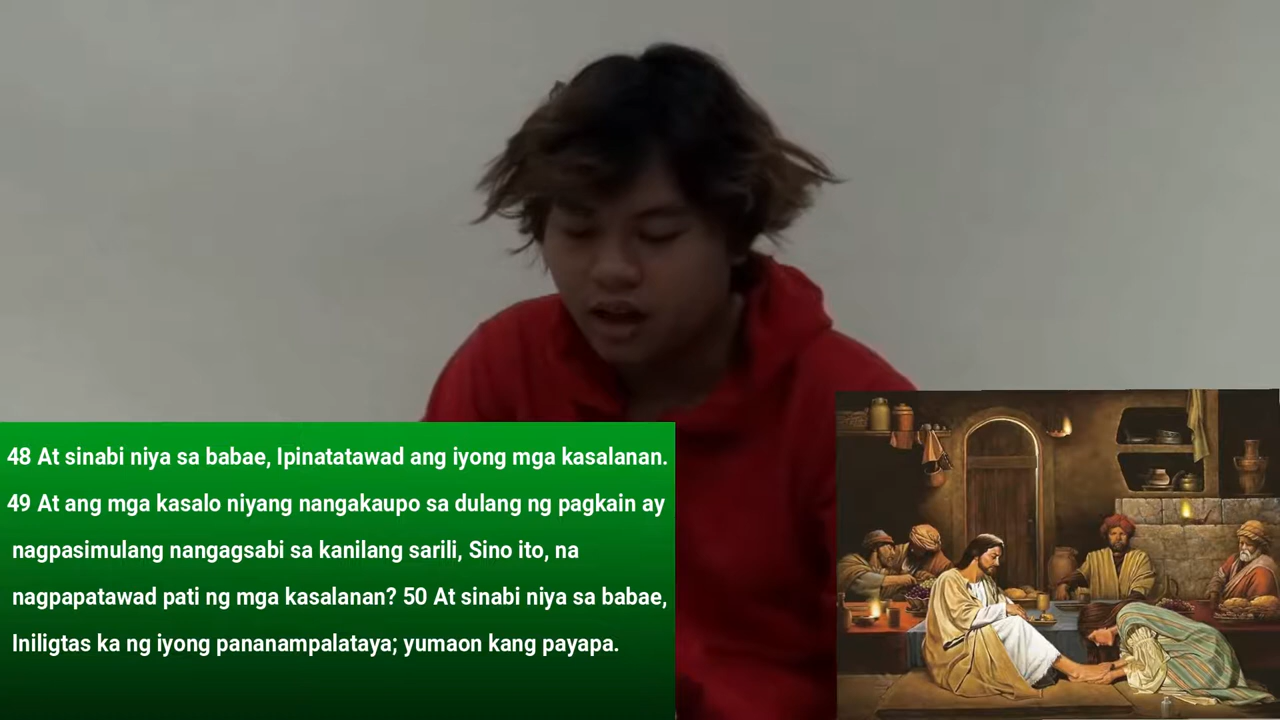 48 At sinabi niya sa babae, Ipinatatawad ang iyong mga kasalanan.
49 At ang mga kasalo niyang nangakaupo sa dulang ng pagkain ay
nagpasimulang nangagsabi sa kanilang sarili, Sino ito, na
nagpapatawad pati ng mga kasalanan? 50 At sinabi niya sa babae,
Iniligtas ka ng iyong pananampalataya; yumaon kang payapa.